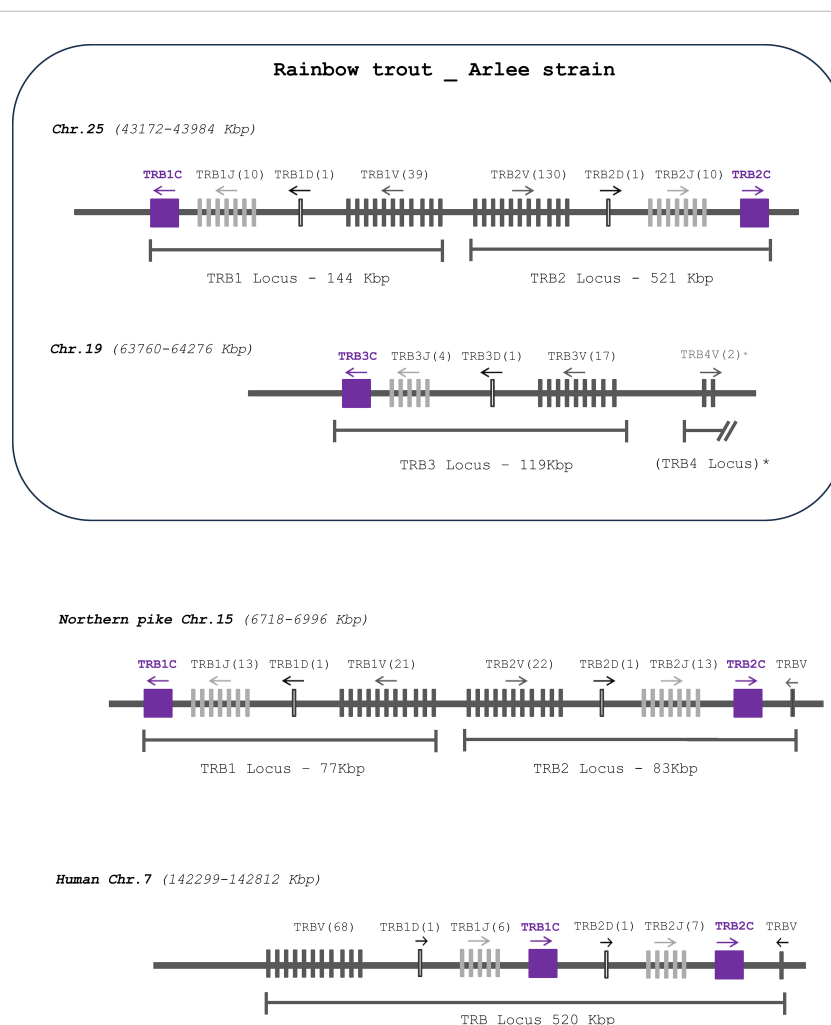 Rainbow trout _ Arlee strain
Chr.25 (43172-43984 Kbp)
TRB1C TRB1J(10) TRB1D(1) TRB1V(39) TRB2V(130) TRB2D(1) TRB2J(10) TRB2C
TRB1 Locus - 144 Kbp TRB2 Locus - 521 Kbp
Chr.19 (63760-64276 Kbp)
TRB3C TRB3J(4) TRB3D(1) TRB3V(17) TRB4V(2)*
TRB3 Locus – 119Kbp (TRB4 Locus)*
Northern pike Chr.15 (6718-6996 Kbp)
TRB1C TRB1J(13) TRB1D(1) TRB1V(21) TRB2V(22) TRB2D(1) TRB2J(13) TRB2C TRBV
TRB1 Locus – 77Kbp TRB2 Locus - 83Kbp
Human Chr.7 (142299-142812 Kbp)
TRBV(68) TRB1D(1) TRB1J(6) TRB1C TRB2D(1) TRB2J(7) TRB2C TRBV
TRB Locus 520 Kbp